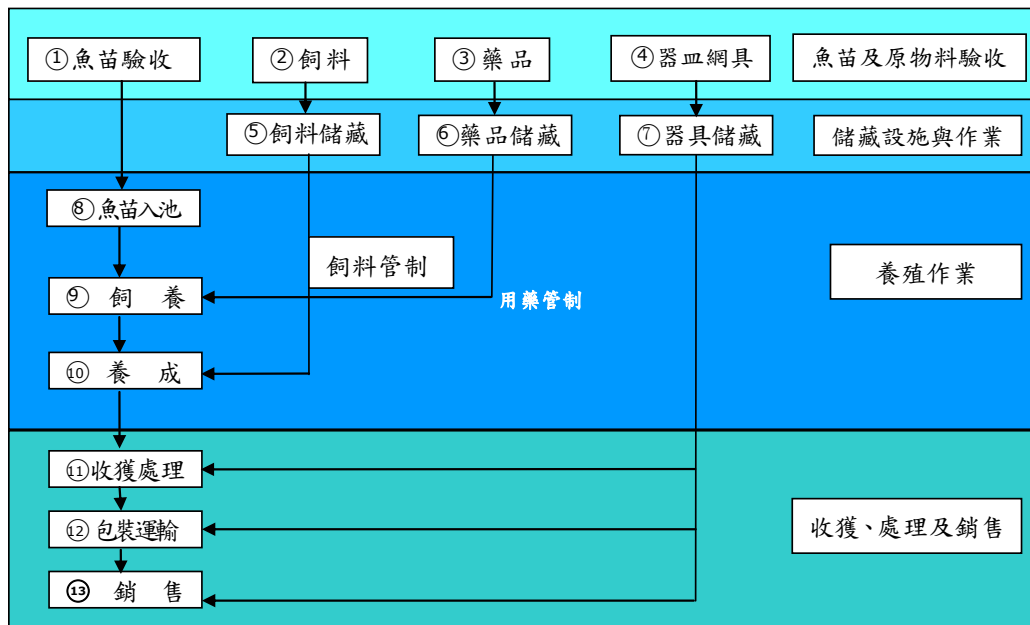 ①魚苗驗收
②飼料
③藥品
④器皿網具
魚苗及原物料驗收
⑤飼料儲藏
⑥藥品儲藏
⑦器具儲藏
儲藏設施與作業
⑧魚苗入池
飼料管制
養殖作業
⑨飼 養
用藥管制
⑩養 成
⑪收獲處理
⑫包裝運輸
收獲、處理及銷售
⑬銷 售